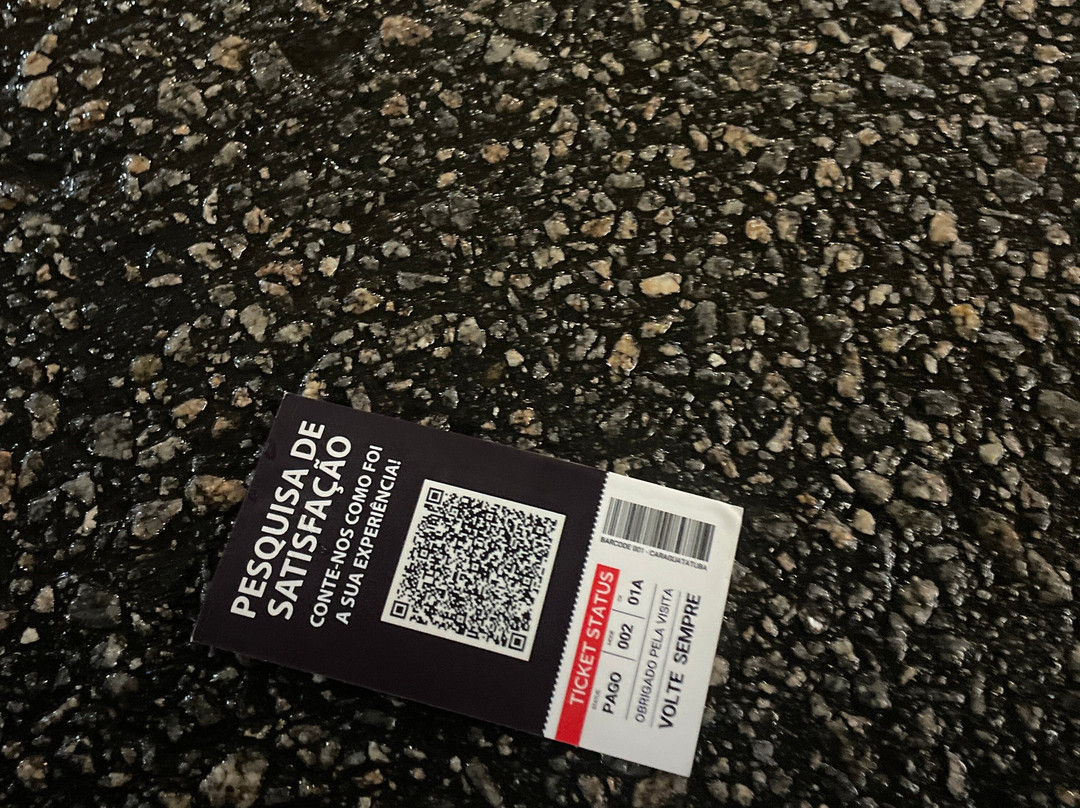 PESQUISA DE
SATISFAÇÃO
CONTE-NOS COMO FOI
A SUA EXPERIÊNCIA!
BARCODE 001 - CARAGUATATUBA
TICKET STATUS
STATUS
PAGO
002
01A
OBRIGADO PELA VISITA
VOLTE SEMPRE